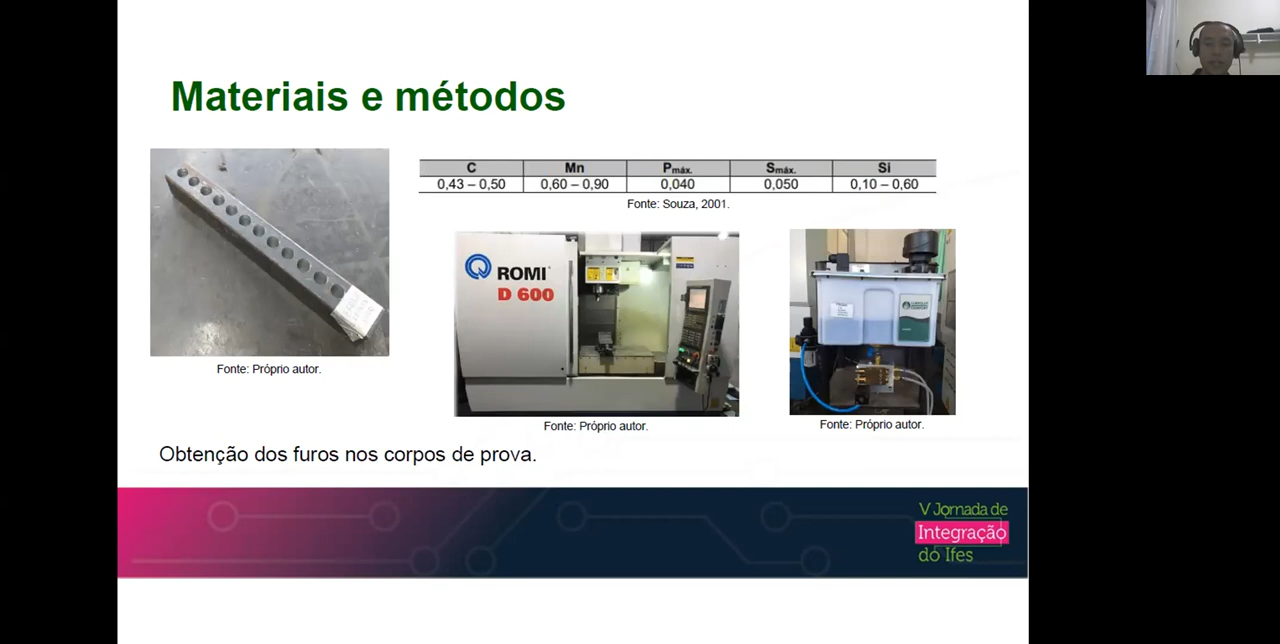 Materiais e métodos
C Mn Pmáx. Smáx. Si
0,43 – 0,50 0,60 – 0,90 0,040 0,050 0,10 – 0,60
Fonte: Souza, 2001.
ROMI
D 600
Fonte: Próprio autor.
Fonte: Próprio autor.
Fonte: Próprio autor.
Obtenção dos furos nos corpos de prova.
V Jornada de
Integração
do Ifes